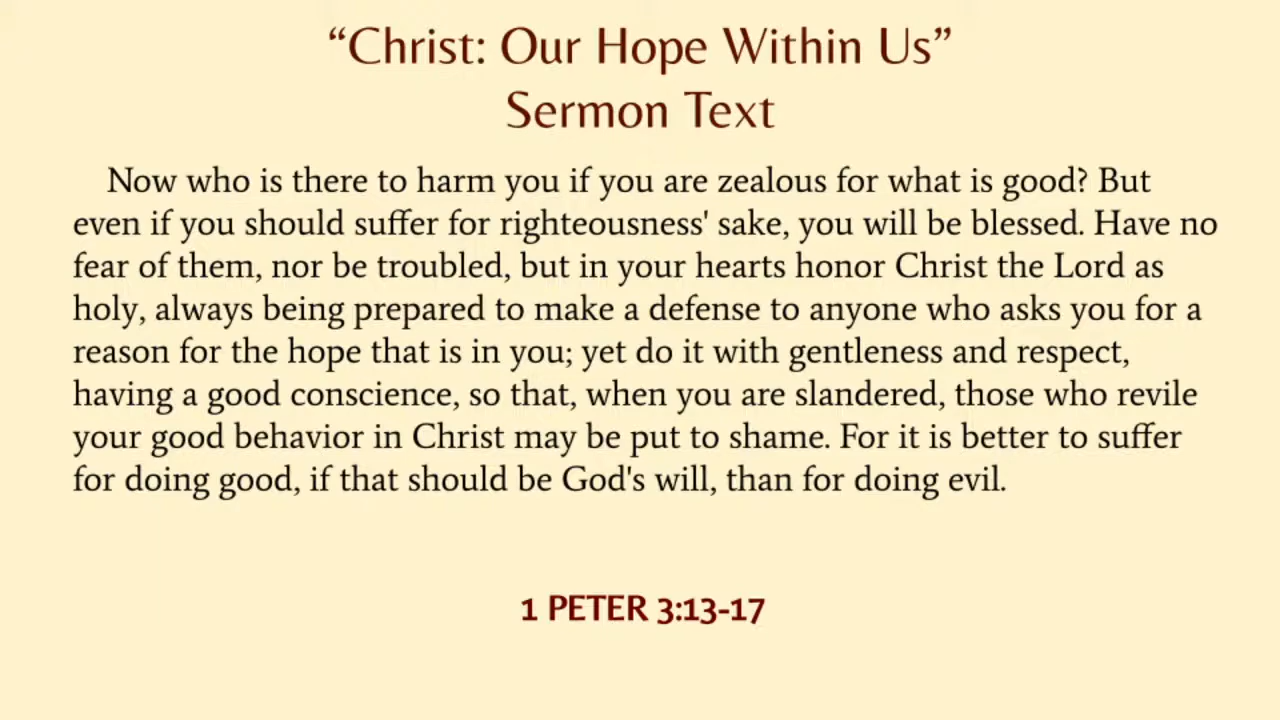 “Christ: Our Hope Within Us”
Sermon Text
Now who is there to harm you if you are zealous for what is good? But
even if you should suffer for righteousness' sake, you will be blessed. Have no
fear of them, nor be troubled, but in your hearts honor Christ the Lord as
holy, always being prepared to make a defense to anyone who asks you for a
reason for the hope that is in you; yet do it with gentleness and respect,
having a good conscience, so that, when you are slandered, those who revile
your good behavior in Christ may be put to shame. For it is better to suffer
for doing good, if that should be God's will, than for doing evil.
1 PETER 3:13-17